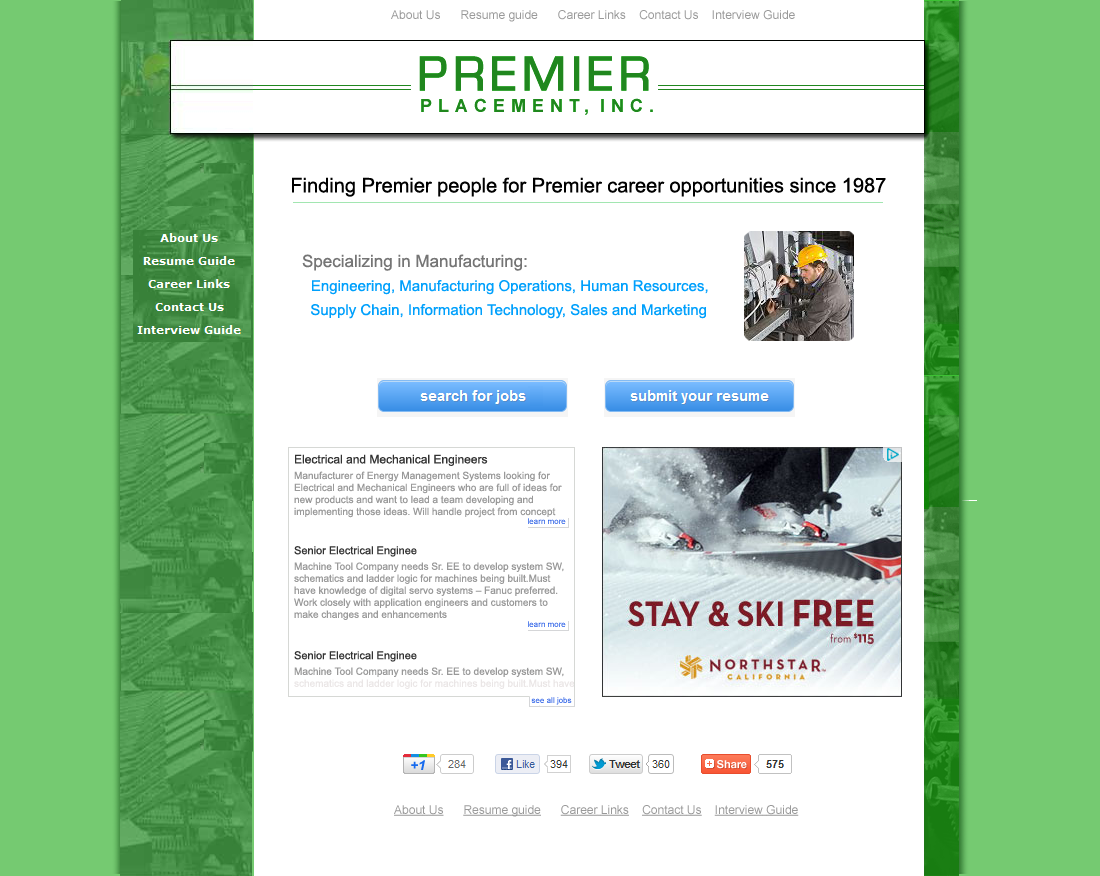 About Us Resume guide Career Links Contact Us Interview Guide
PREMIER
PLACEMENT, INC.
Finding Premier people for Premier career opportunities since 1987
About Us
Resume Guide
Career Links
Contact Us
Interview Guide
Specializing in Manufacturing:
Engineering, Manufacturing Operations, Human Resources,
Supply Chain, Information Technology, Sales and Marketing
search for jobs submit your resume
Electrical and Mechanical Engineers
Manufacturer of Energy Management Systems looking for
Electrical and Mechanical Engineers who are full of ideas for
new products and want to lead a team developing and
implementing those ideas. Will handle project from concept
learn more
Senior Electrical Enginee
Machine Tool Company needs Sr. EE to develop system SW,
schematics and ladder logic for machines being built.Must
have knowledge of digital servo systems – Fanuc preferred.
Work closely with application engineers and customers to
make changes and enhancements
learn more
Senior Electrical Enginee
Machine Tool Company needs Sr. EE to develop system SW,
schematics and ladder logic for machines being built.Must have
see all jobs
STAY & SKI FREE
from $115
NORTHSTAR™
CALIFORNIA
+1 284 Like 394 Tweet 360 Share 575
About Us Resume guide Career Links Contact Us Interview Guide